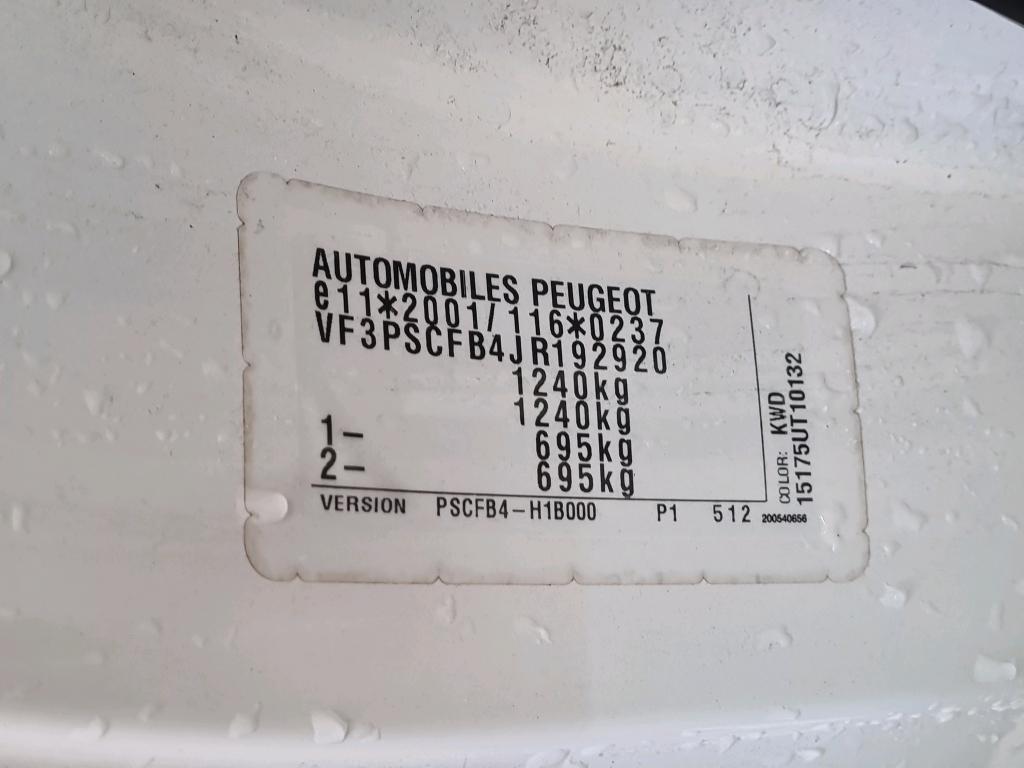 AUTOMOBILES PEUGEOT
e11*2001/116*0237
VF3PSCFB4JR192920
1240kg
1240kg
1- 695kg
2- 695kg
VERSION PSCFB4-H1B000 P1 512 200540656
COLOR: KWD
15175UT10132